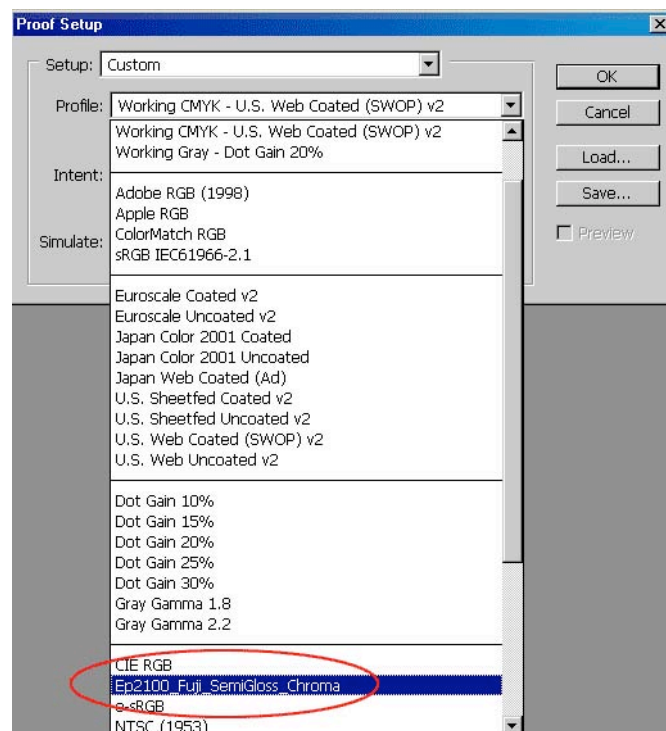 Proof Setup
Setup: Custom
OK
Profile: Working CMYK - U.S. Web Coated (SWOP) v2
Cancel
Working CMYK - U.S. Web Coated (SWOP) v2
Working Gray - Dot Gain 20%
Load...
Intent:
Adobe RGB (1998)
Save...
Apple RGB
ColorMatch RGB
Preview
Simulate:
sRGB IEC61966-2.1
Euroscale Coated v2
Euroscale Uncoated v2
Japan Color 2001 Coated
Japan Color 2001 Uncoated
Japan Web Coated (Ad)
U.S. Sheetfed Coated v2
U.S. Sheetfed Uncoated v2
U.S. Web Coated (SWOP) v2
U.S. Web Uncoated v2
Dot Gain 10%
Dot Gain 15%
Dot Gain 20%
Dot Gain 25%
Dot Gain 30%
Gray Gamma 1.8
Gray Gamma 2.2
CIE RGB
Ep2100_Fuji_SemiGloss_Chroma
e-sRGB
NTSC (1953)